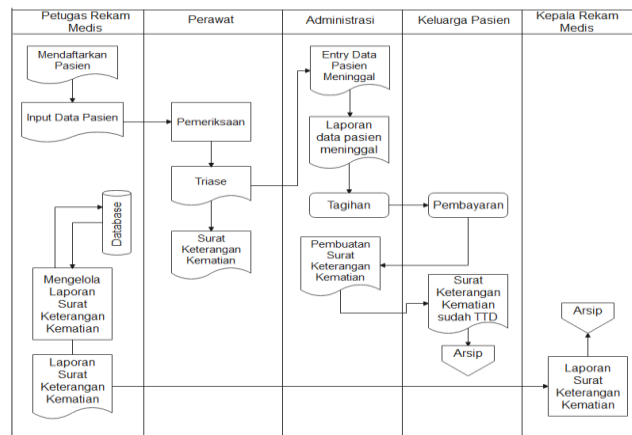 Petugas Rekam
Medis
Perawat
Administrasi
Keluarga Pasien
Kepala Rekam
Medis
Mendaftarkan
Pasien
Input Data Pasien
Database
Mengelola
Laporan
Surat
Keterangan
Kematian
Laporan
Surat
Keterangan
Kematian
Pemeriksaan
Triase
Surat
Keterangan
Kematian
Entry Data
Pasien
Meninggal
Laporan
data pasien
meninggal
Tagihan
Pembuatan
Surat
Keterangan
Kematian
Pembayaran
Surat
Keterangan
Kematian
sudah TTD
Arsip
Arsip
Laporan
Surat
Keterangan
Kematian